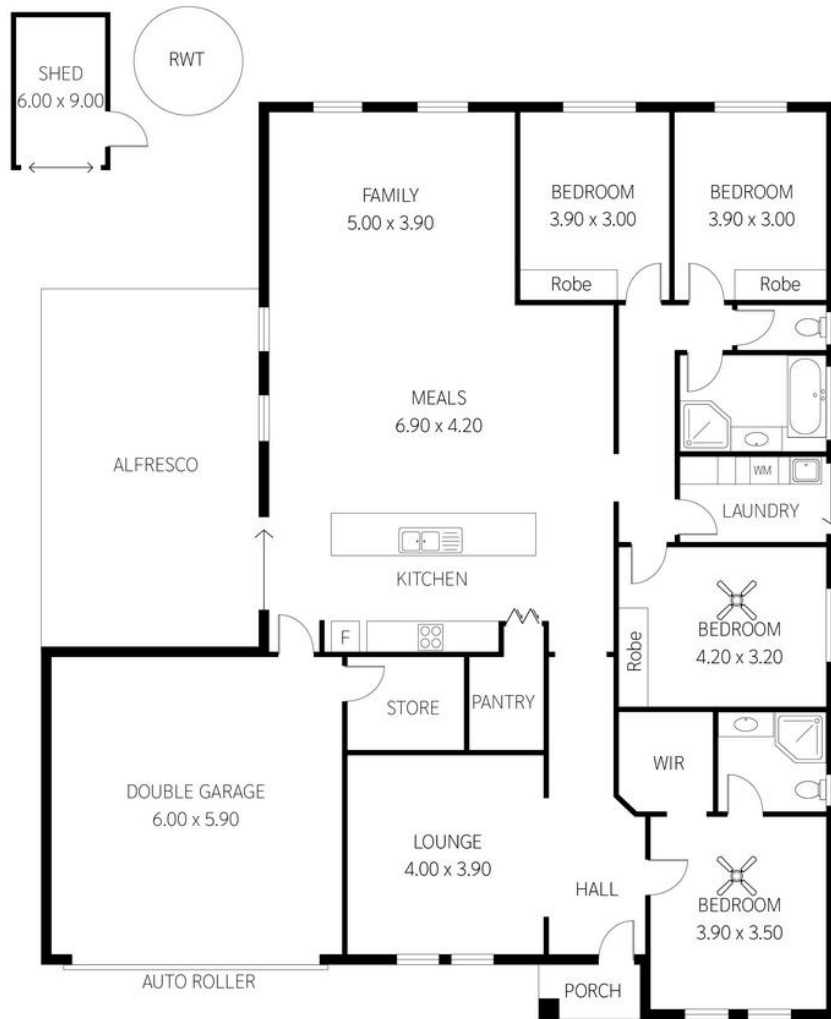 SHED
6.00 x 9.00
RWT
FAMILY
5.00 x 3.90
BEDROOM
3.90 x 3.00
BEDROOM
3.90 x 3.00
Robe
Robe
MEALS
6.90 x 4.20
ALFRESCO
WM
LAUNDRY
KITCHEN
F
BEDROOM
4.20 x 3.20
Robe
STORE
PANTRY
WIR
DOUBLE GARAGE
6.00 x 5.90
LOUNGE
4.00 x 3.90
HALL
BEDROOM
3.90 x 3.50
AUTO ROLLER
PORCH